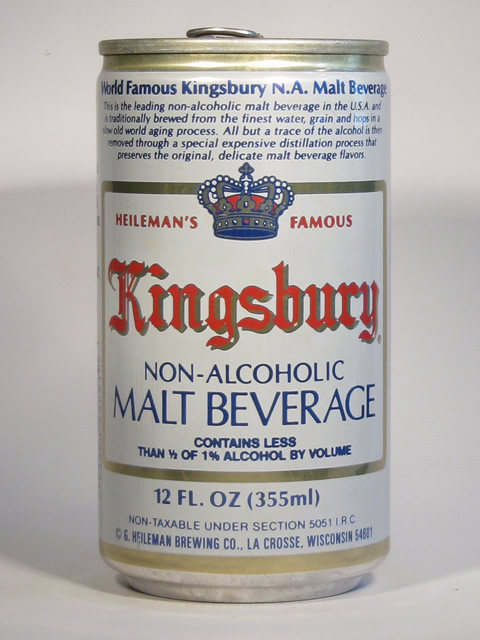 World Famous Kingsbury N.A. Malt Beverage
This is the leading non-alcoholic malt beverage in the U.S.A. and
is traditionally brewed from the finest water, grain and hops in a
slow old world aging process. All but a trace of the alcohol is then
removed through a special expensive distillation process that
preserves the original, delicate malt beverage flavors.
HEILEMAN'S FAMOUS
Kingsbury®
NON-ALCOHOLIC
MALT BEVERAGE
CONTAINS LESS
THAN ½ OF 1% ALCOHOL BY VOLUME
12 FL. OZ (355ml)
NON-TAXABLE UNDER SECTION 5051 I.R.C.
© G. HEILEMAN BREWING CO., LA CROSSE, WISCONSIN 54601